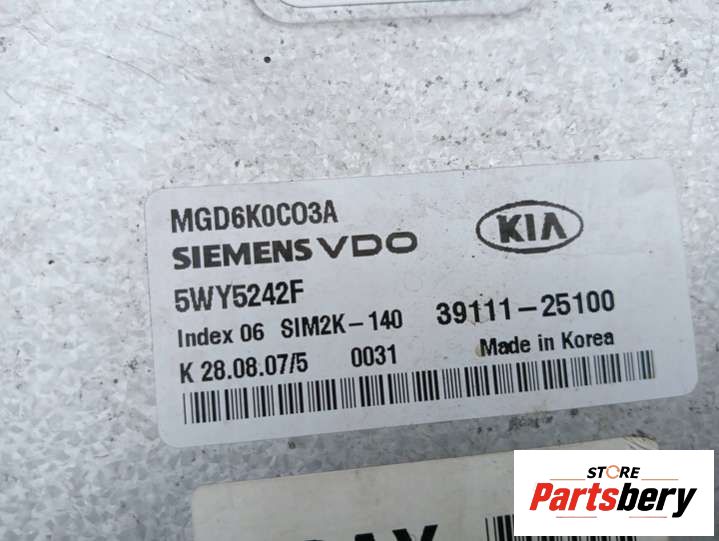 MGD6K0C03A
SIEMENS VDO
KIA
5WY5242F
Index 06 SIM2K-140
39111-25100
K 28.08.07/5 0031
Made in Korea
STORE
Partsbery